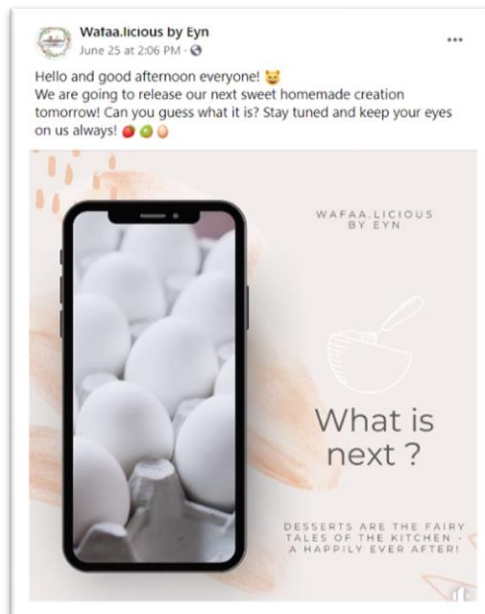 Wafaa.licious by Eyn
June 25 at 2:06 PM ·
Hello and good afternoon everyone! 😺
We are going to release our next sweet homemade creation
tomorrow! Can you guess what it is? Stay tuned and keep your eyes
on us always! 🍅 🍏 🥚
WAFAA.LICIOUS
BY EYN
What is
next ?
DESSERTS ARE THE FAIRY
TALES OF THE KITCHEN -
A HAPPILY EVER AFTER!